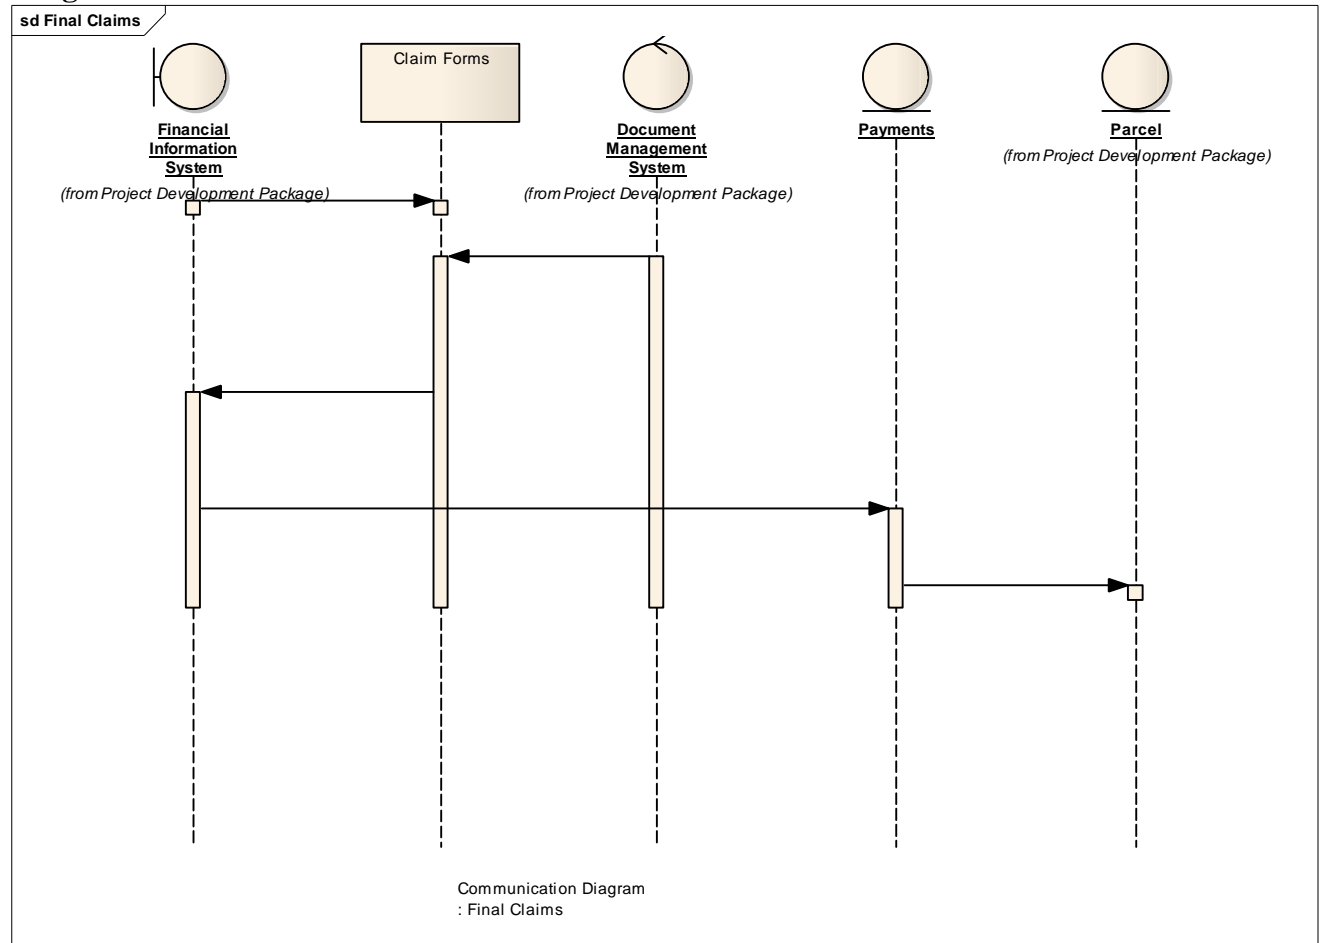 sd Final Claims
Financial
Information
System
(from Project Development Package)
Claim Forms
Document
Management
System
(from Project Development Package)
Payments
Parcel
(from Project Development Package)
Communication Diagram
: Final Claims